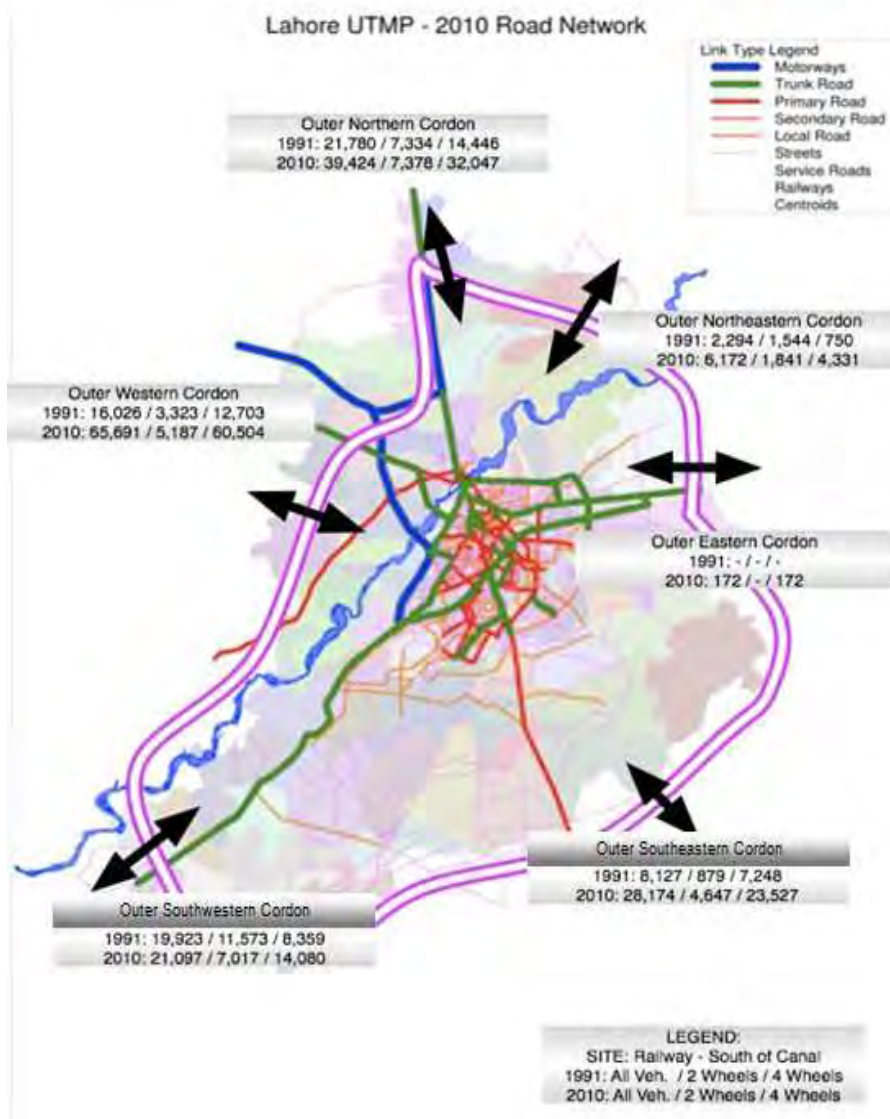 Lahore UTMP - 2010 Road Network
Link Type Legend
Motorways
Trunk Road
Primary Road
Secondary Road
Local Road
Streets
Service Roads
Railways
Centroids
Outer Northern Cordon
1991: 21,780 / 7,334 / 14,446
2010: 39,424 / 7,378 / 32,047
Outer Northeastern Cordon
1991: 2,294 / 1,544 / 750
2010: 6,172 / 1,841 / 4,331
Outer Western Cordon
1991: 16,026 / 3,323 / 12,703
2010: 65,691 / 5,187 / 60,504
Outer Eastern Cordon
1991: - / - / -
2010: 172 / - / 172
Outer Southeastern Cordon
1991: 8,127 / 879 / 7,248
2010: 28,174 / 4,647 / 23,527
Outer Southwestern Cordon
1991: 19,923 / 11,573 / 8,359
2010: 21,097 / 7,017 / 14,080
LEGEND:
SITE: Railway - South of Canal
1991: All Veh. / 2 Wheels / 4 Wheels
2010: All Veh. / 2 Wheels / 4 Wheels